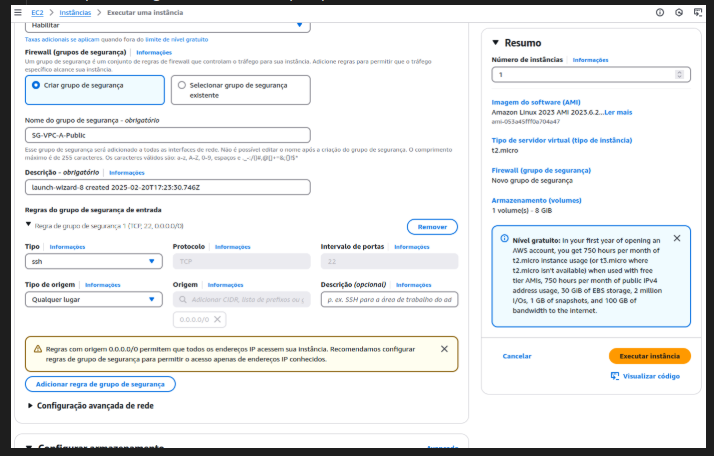 EC2 > Instâncias > Executar uma instância
Habilitar
Taxas adicionais se aplicam quando fora do limite de nível gratuito
Firewall (grupos de segurança) | Informações
Um grupo de segurança é um conjunto de regras de firewall que controlam o tráfego para sua instância. Adicione regras para permitir que o tráfego
específico alcance sua instância.
Criar grupo de segurança
Selecionar grupo de segurança
existente
Nome do grupo de segurança - obrigatório
SG-VPC-A-Public
Esse grupo de segurança será adicionado a todas as interfaces de rede. Não é possível editar o nome após a criação do grupo de segurança. O comprimento
máximo é de 255 caracteres. Os caracteres válidos são: a-z, A-Z, 0-9, espaços e ._-:/()#,@[]+=&;{}!$*
Descrição - obrigatório | Informações
launch-wizard-8 created 2025-02-20T17:23:30.746Z
Regras do grupo de segurança de entrada
Regra de grupo de segurança 1 (TCP, 22, 0.0.0.0/0)
Remover
Tipo | Informações
Protocolo | Informações
Intervalo de portas | Informações
ssh
TCP
22
Tipo de origem | Informações
Origem | Informações
Descrição (opcional) | Informações
Qualquer lugar
Adicionar CIDR, lista de prefixos ou
p. ex. SSH para a área de trabalho do ad
0.0.0.0/0
Regras com origem 0.0.0.0/0 permitem que todos os endereços IP acessem sua instância. Recomendamos configurar
regras de grupo de segurança para permitir o acesso apenas de endereços IP conhecidos.
Adicionar regra de grupo de segurança
Configuração avançada de rede
Configurar armazenamento
Avançado
Resumo
Número de instâncias | Informações
1
Imagem do software (AMI)
Amazon Linux 2023 AMI 2023.6.2...Ler mais
ami-053a45fff0a704a47
Tipo de servidor virtual (tipo de instância)
t2.micro
Firewall (grupo de segurança)
Novo grupo de segurança
Armazenamento (volumes)
1 volume(s) - 8 GiB
Nível gratuito: In your first year of opening an
AWS account, you get 750 hours per month of
t2.micro instance usage (or t3.micro where
t2.micro isn't available) when used with free
tier AMIs, 750 hours per month of public IPv4
address usage, 30 GiB of EBS storage, 2 million
I/Os, 1 GB of snapshots, and 100 GB of
bandwidth to the internet.
Cancelar
Executar instância
Visualizar código